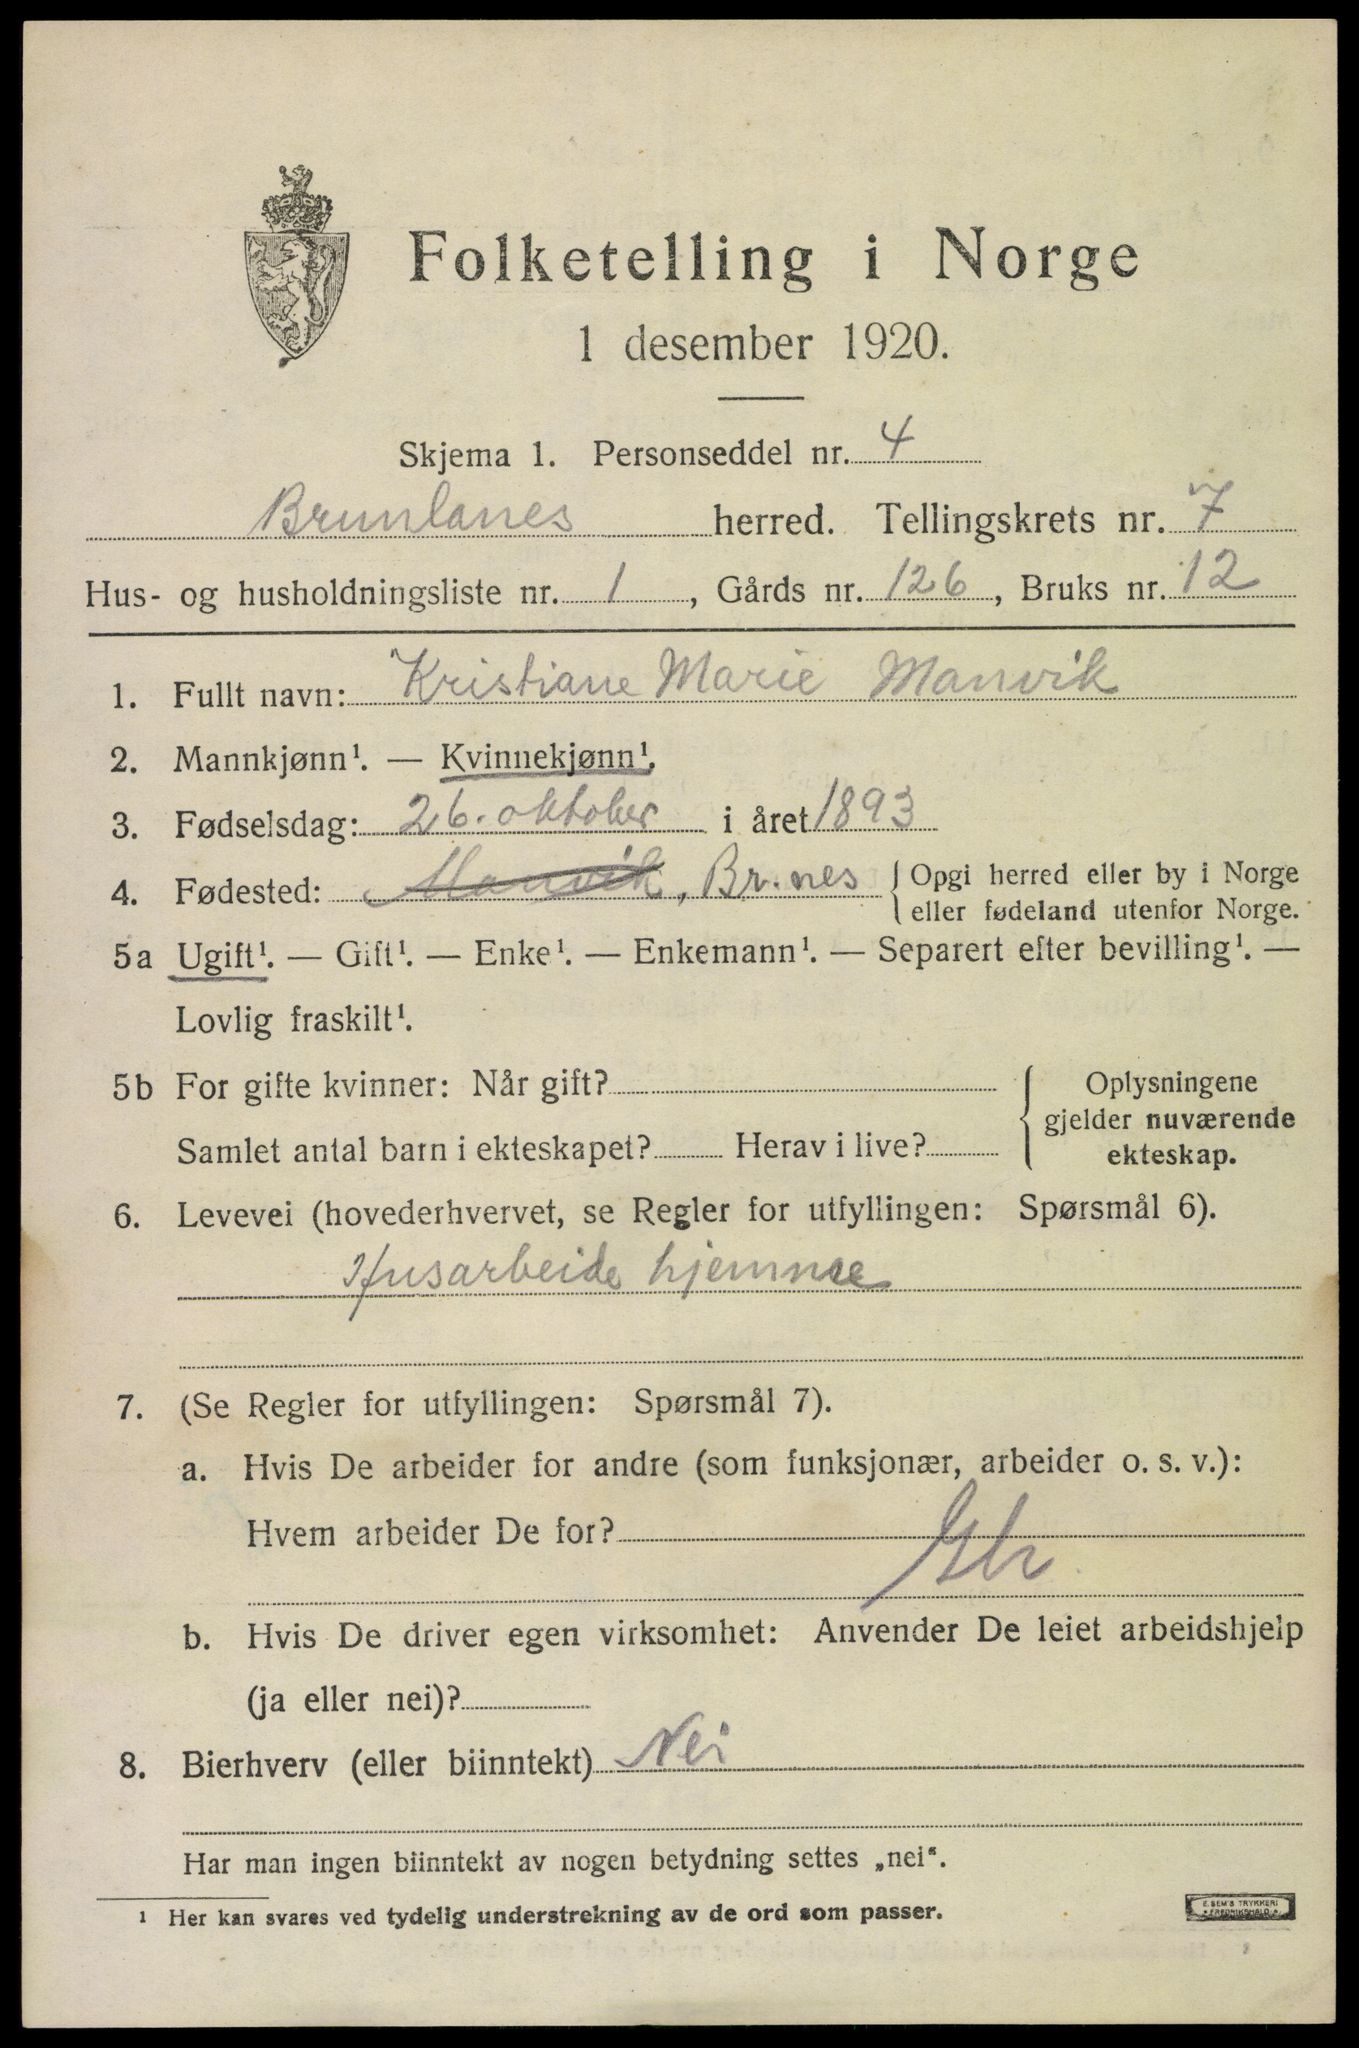 Folketelling i Norge
1 desember 1920.
Skjema 1. Personseddel nr. 4
Brunlanes herred. Tellingskrets nr. 7
Hus- og husholdningsliste nr. 1, Gårds nr. 126, Bruks nr. 12
1. Fullt navn: Kristiane Marie Manvik
2. Mannkjønn¹. — Kvinnekjønn¹.
3. Fødselsdag: 26. oktober i året 1893
4. Fødested: Manvik, Br.nes { Opgi herred eller by i Norge
eller fødeland utenfor Norge.
5a Ugift¹. — Gift¹. — Enke¹. — Enkemann¹. — Separert efter bevilling¹. —
Lovlig fraskilt¹.
5b For gifte kvinner: Når gift?
Samlet antal barn i ekteskapet? Herav i live?
{ Oplysningene
gjelder nuværende
ekteskap.
6. Levevei (hovederhvervet, se Regler for utfyllingen: Spørsmål 6).
Husarbeide hjemme
7. (Se Regler for utfyllingen: Spørsmål 7).
a. Hvis De arbeider for andre (som funksjonær, arbeider o. s. v.):
Hvem arbeider De for?
b. Hvis De driver egen virksomhet: Anvender De leiet arbeidshjelp
(ja eller nei)?
8. Bierhverv (eller biinntekt) Nei
Har man ingen biinntekt av nogen betydning settes „nei“.
¹ Her kan svares ved tydelig understrekning av de ord som passer.
E. SEM'S TRYKKERI
FREDRIKSHALD